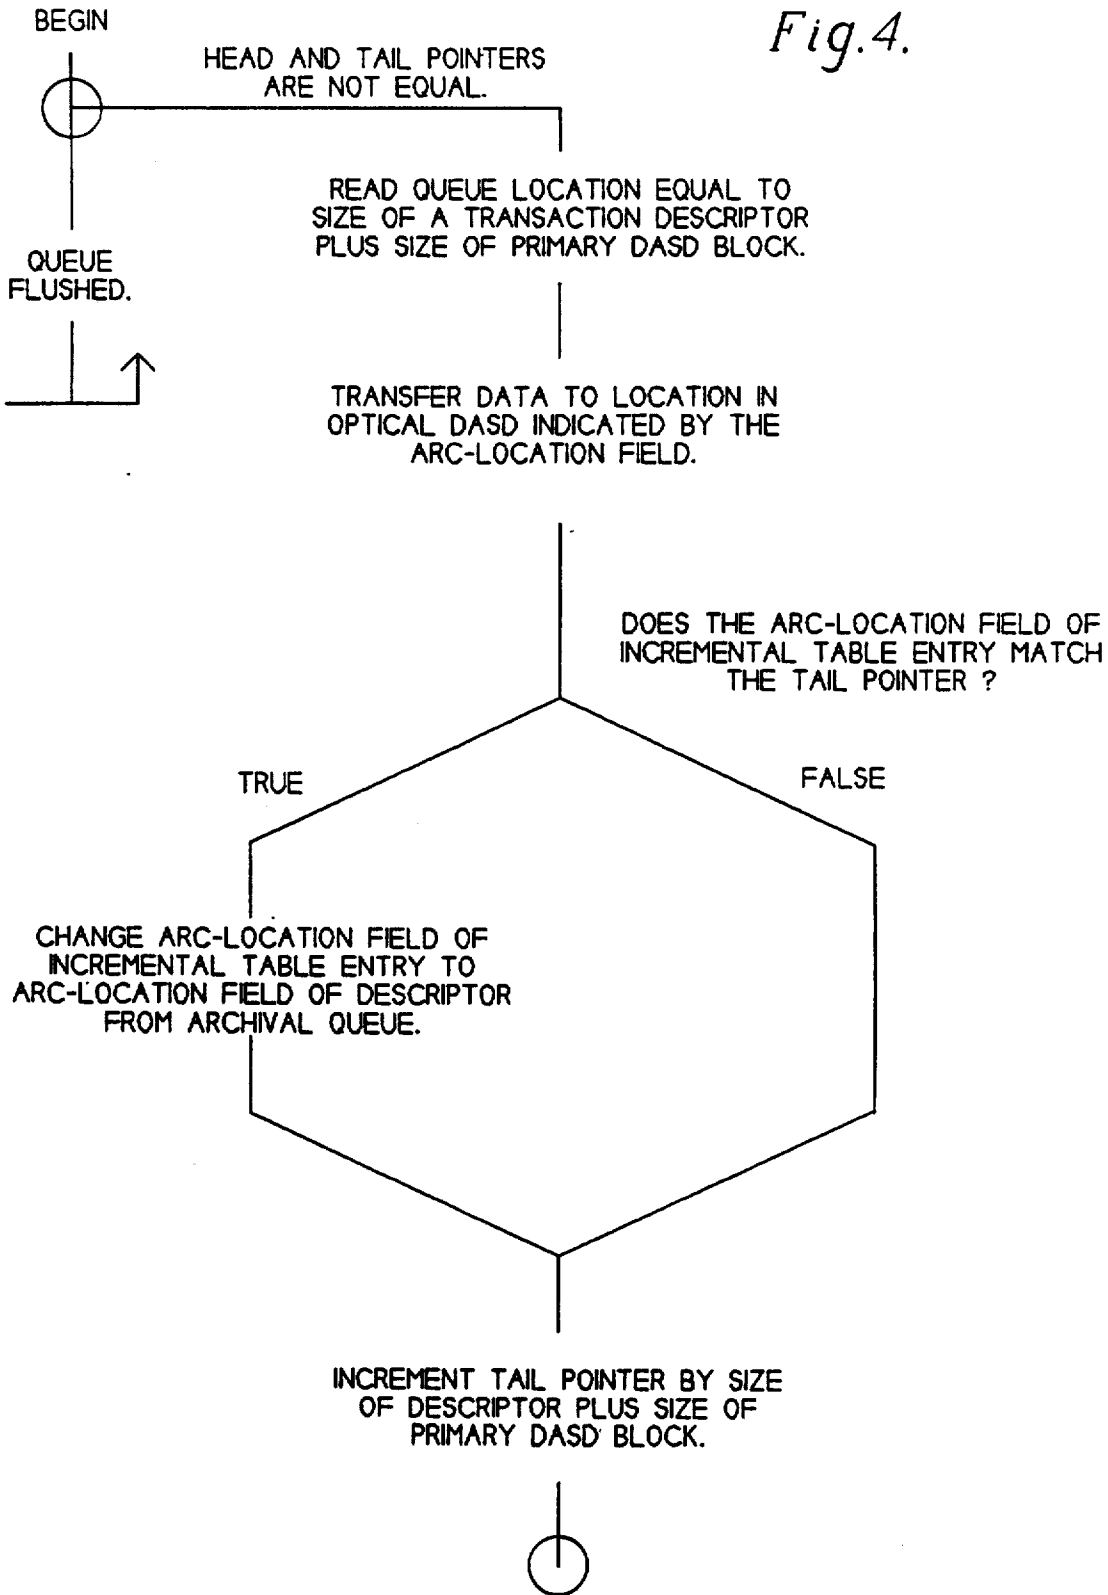 BEGIN
Fig.4.
HEAD AND TAIL POINTERS
ARE NOT EQUAL.
READ QUEUE LOCATION EQUAL TO
SIZE OF A TRANSACTION DESCRIPTOR
PLUS SIZE OF PRIMARY DASD BLOCK.
QUEUE
FLUSHED.
TRANSFER DATA TO LOCATION IN
OPTICAL DASD INDICATED BY THE
ARC-LOCATION FIELD.
DOES THE ARC-LOCATION FIELD OF
INCREMENTAL TABLE ENTRY MATCH
THE TAIL POINTER ?
TRUE
FALSE
CHANGE ARC-LOCATION FIELD OF
INCREMENTAL TABLE ENTRY TO
ARC-LOCATION FIELD OF DESCRIPTOR
FROM ARCHIVAL QUEUE.
INCREMENT TAIL POINTER BY SIZE
OF DESCRIPTOR PLUS SIZE OF
PRIMARY DASD BLOCK.